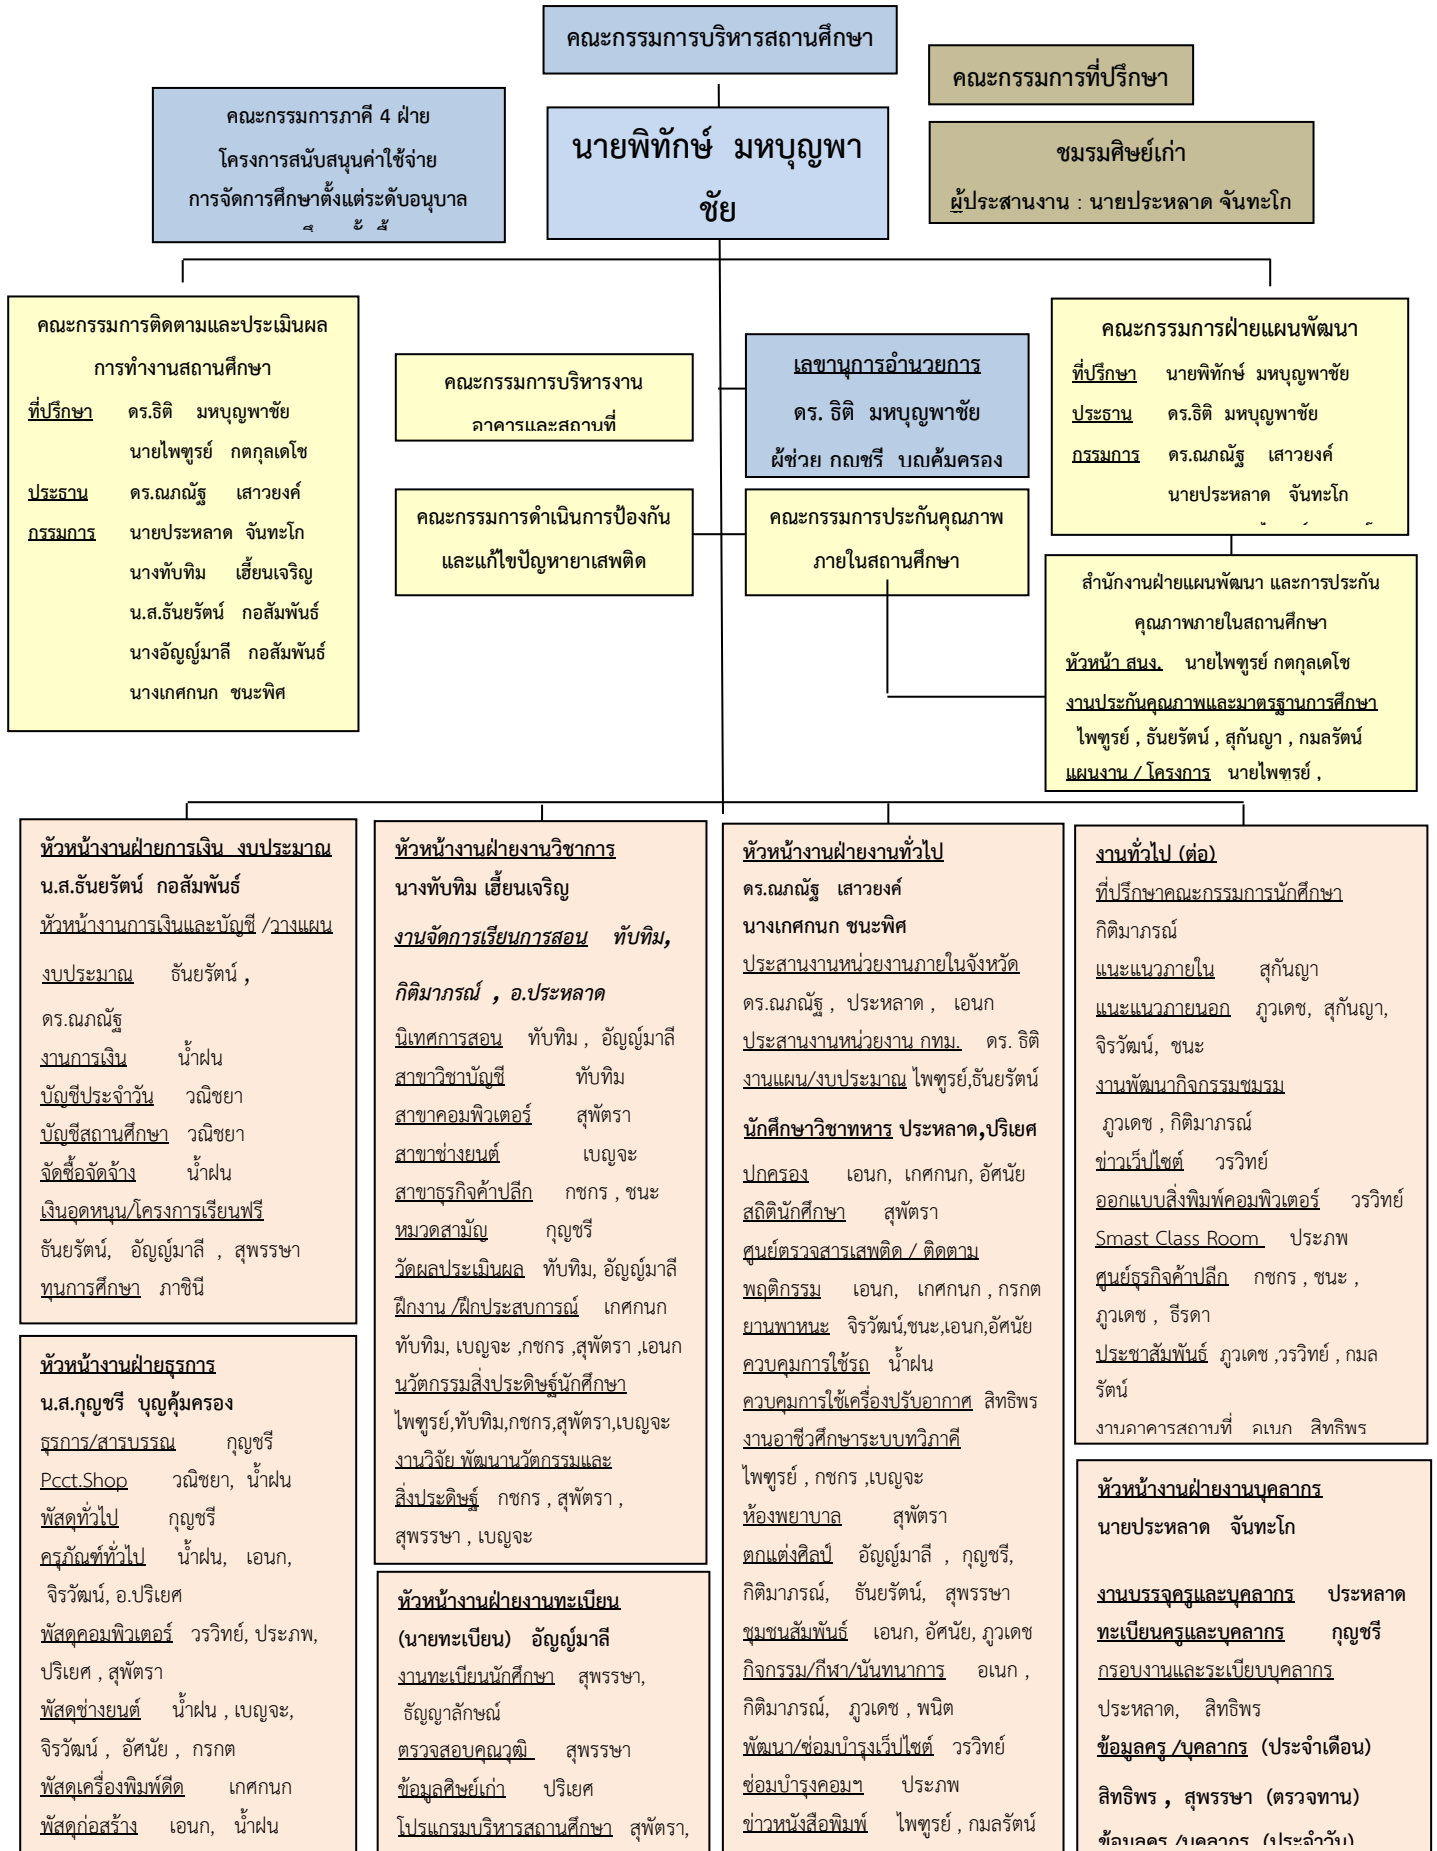 คณะกรรมการบริหารสถานศึกษา
คณะกรรมการที่ปรึกษา
คณะกรรมการภาคี 4 ฝ่าย
โครงการสนับสนุนค่าใช้จ่าย
การจัดการศึกษาตั้งแต่ระดับอนุบาล
นายพิทักษ์ มหบุญพา
ชัย
ชมรมศิษย์เก่า
ผู้ประสานงาน : นายประหลาด จันทะโก
คณะกรรมการติดตามและประเมินผล
การทำงานสถานศึกษา
ที่ปรึกษา ดร.ธิติ มหบุญพาชัย
นายไพฑูรย์ กตกุลเดโช
ประธาน ดร.ณภณัฐ เสาวยงค์
กรรมการ นายประหลาด จันทะโก
นางทับทิม เฮี้ยนเจริญ
น.ส.ธันยรัตน์ กอสัมพันธ์
นางอัญญ์มาลี กอสัมพันธ์
นางเกศกนก ชนะพิศ
คณะกรรมการบริหารงาน
อาคารและสถานที่
เลขานุการอำนวยการ
ดร. ธิติ มหบุญพาชัย
ผู้ช่วย กุญชรี บุญคุ้มครอง
คณะกรรมการฝ่ายแผนพัฒนา
ที่ปรึกษา นายพิทักษ์ มหบุญพาชัย
ประธาน ดร.ธิติ มหบุญพาชัย
กรรมการ ดร.ณภณัฐ เสาวยงค์
นายประหลาด จันทะโก
คณะกรรมการดำเนินการป้องกัน
และแก้ไขปัญหายาเสพติด
คณะกรรมการประกันคุณภาพ
ภายในสถานศึกษา
สำนักงานฝ่ายแผนพัฒนา และการประกัน
คุณภาพภายในสถานศึกษา
หัวหน้า สนง. นายไพฑูรย์ กตกุลเดโช
งานประกันคุณภาพและมาตรฐานการศึกษา
ไพฑูรย์ , ธันยรัตน์ , สุกันญา , กมลรัตน์
แผนงาน / โครงการ นายไพฑูรย์ ,
หัวหน้างานฝ่ายการเงิน งบประมาณ
น.ส.ธันยรัตน์ กอสัมพันธ์
หัวหน้างานการเงินและบัญชี /วางแผน
งบประมาณ ธันยรัตน์ ,
ดร.ณภณัฐ
งานการเงิน น้ำฝน
บัญชีประจำวัน วณิชยา
บัญชีสถานศึกษา วณิชยา
จัดซื้อจัดจ้าง น้ำฝน
เงินอุดหนุน/โครงการเรียนฟรี
ธันยรัตน์, อัญญ์มาลี , สุพรรษา
ทุนการศึกษา ภาชินี
หัวหน้างานฝ่ายธุรการ
น.ส.กุญชรี บุญคุ้มครอง
ธุรการ/สารบรรณ กุญชรี
Pcct.Shop วณิชยา, น้ำฝน
พัสดุทั่วไป กุญชรี
ครุภัณฑ์ทั่วไป น้ำฝน, เอนก,
จิรวัฒน์, อ.ปริเยศ
พัสดุคอมพิวเตอร์ วรวิทย์, ประภพ,
ปริเยศ , สุพัตรา
พัสดุช่างยนต์ น้ำฝน , เบญจะ,
จิรวัฒน์ , อัศนัย , กรกต
พัสดุเครื่องพิมพ์ดีด เกศกนก
พัสดุก่อสร้าง เอนก, น้ำฝน
หัวหน้างานฝ่ายงานวิชาการ
นางทับทิม เฮี้ยนเจริญ
งานจัดการเรียนการสอน ทับทิม,
กิติมาภรณ์ , อ.ประหลาด
นิเทศการสอน ทับทิม , อัญญ์มาลี
สาขาวิชาบัญชี ทับทิม
สาขาคอมพิวเตอร์ สุพัตรา
สาขาช่างยนต์ เบญจะ
สาขาธุรกิจค้าปลีก กชกร , ชนะ
หมวดสามัญ กุญชรี
วัดผลประเมินผล ทับทิม, อัญญ์มาลี
ฝึกงาน /ฝึกประสบการณ์ เกศกนก
ทับทิม, เบญจะ ,กชกร ,สุพัตรา ,เอนก
นวัตกรรมสิ่งประดิษฐ์นักศึกษา
ไพฑูรย์,ทับทิม,กชกร,สุพัตรา,เบญจะ
งานวิจัย พัฒนานวัตกรรมและ
สิ่งประดิษฐ์ กชกร , สุพัตรา ,
สุพรรษา , เบญจะ
หัวหน้างานฝ่ายงานทะเบียน
(นายทะเบียน) อัญญ์มาลี
งานทะเบียนนักศึกษา สุพรรษา,
ธัญญาลักษณ์
ตรวจสอบคุณวุฒิ สุพรรษา
ข้อมูลศิษย์เก่า ปริเยศ
โปรแกรมบริหารสถานศึกษา สุพัตรา,
หัวหน้างานฝ่ายงานทั่วไป
ดร.ณภณัฐ เสาวยงค์
นางเกศกนก ชนะพิศ
ประสานงานหน่วยงานภายในจังหวัด
ดร.ณภณัฐ , ประหลาด , เอนก
ประสานงานหน่วยงาน กทม. ดร. ธิติ
งานแผน/งบประมาณ ไพฑูรย์,ธันยรัตน์
นักศึกษาวิชาทหาร ประหลาด,ปริเยศ
ปกครอง เอนก, เกศกนก, อัศนัย
สถิตินักศึกษา สุพัตรา
ศูนย์ตรวจสารเสพติด / ติดตาม
พฤติกรรม เอนก, เกศกนก , กรกต
ยานพาหนะ จิรวัฒน์,ชนะ,เอนก,อัศนัย
ควบคุมการใช้รถ น้ำฝน
ควบคุมการใช้เครื่องปรับอากาศ สิทธิพร
งานอาชีวศึกษาระบบทวิภาคี
ไพฑูรย์ , กชกร ,เบญจะ
ห้องพยาบาล สุพัตรา
ตกแต่งศิลป์ อัญญ์มาลี , กุญชรี,
กิติมาภรณ์, ธันยรัตน์, สุพรรษา
ชุมชนสัมพันธ์ เอนก, อัศนัย, ภูวเดช
กิจกรรม/กีฬา/นันทนาการ อเนก ,
กิติมาภรณ์, ภูวเดช , พนิต
พัฒนา/ซ่อมบำรุงเว็ปไซต์ วรวิทย์
ซ่อมบำรุงคอมฯ ประภพ
ข่าวหนังสือพิมพ์ ไพฑูรย์ , กมลรัตน์
งานทั่วไป (ต่อ)
ที่ปรึกษาคณะกรรมการนักศึกษา
กิติมาภรณ์
แนะแนวภายใน สุกันญา
แนะแนวภายนอก ภูวเดช, สุกันญา,
จิรวัฒน์, ชนะ
งานพัฒนากิจกรรมชมรม
ภูวเดช , กิติมาภรณ์
ข่าวเว็ปไซต์ วรวิทย์
ออกแบบสิ่งพิมพ์คอมพิวเตอร์ วรวิทย์
Smast Class Room ประภพ
ศูนย์ธุรกิจค้าปลีก กชกร , ชนะ ,
ภูวเดช , ธีรดา
ประชาสัมพันธ์ ภูวเดช ,วรวิทย์ , กมล
รัตน์
งานอาคารสถานที่ อเนก สิทธิพร
หัวหน้างานฝ่ายงานบุคลากร
นายประหลาด จันทะโก
งานบรรจุครูและบุคลากร ประหลาด
ทะเบียนครูและบุคลากร กุญชรี
กรอบงานและระเบียบบุคลากร
ประหลาด, สิทธิพร
ข้อมูลครู /บุคลากร (ประจำเดือน)
สิทธิพร , สุพรรษา (ตรวจทาน)
ข้อมูลครู /บุคลากร (ประจำวัน)